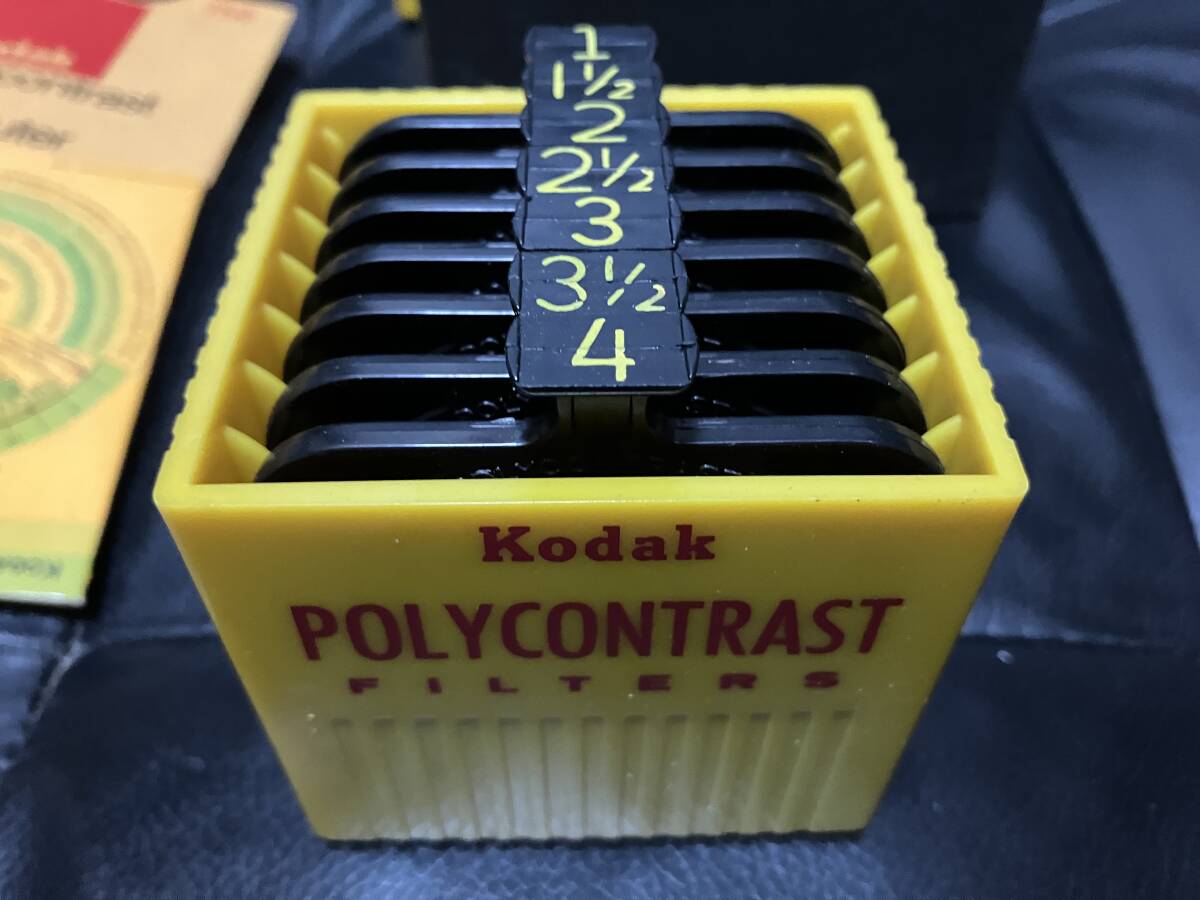 1
1½
2
2½
3
3½
4
Kodak
POLYCONTRAST
FILTERS